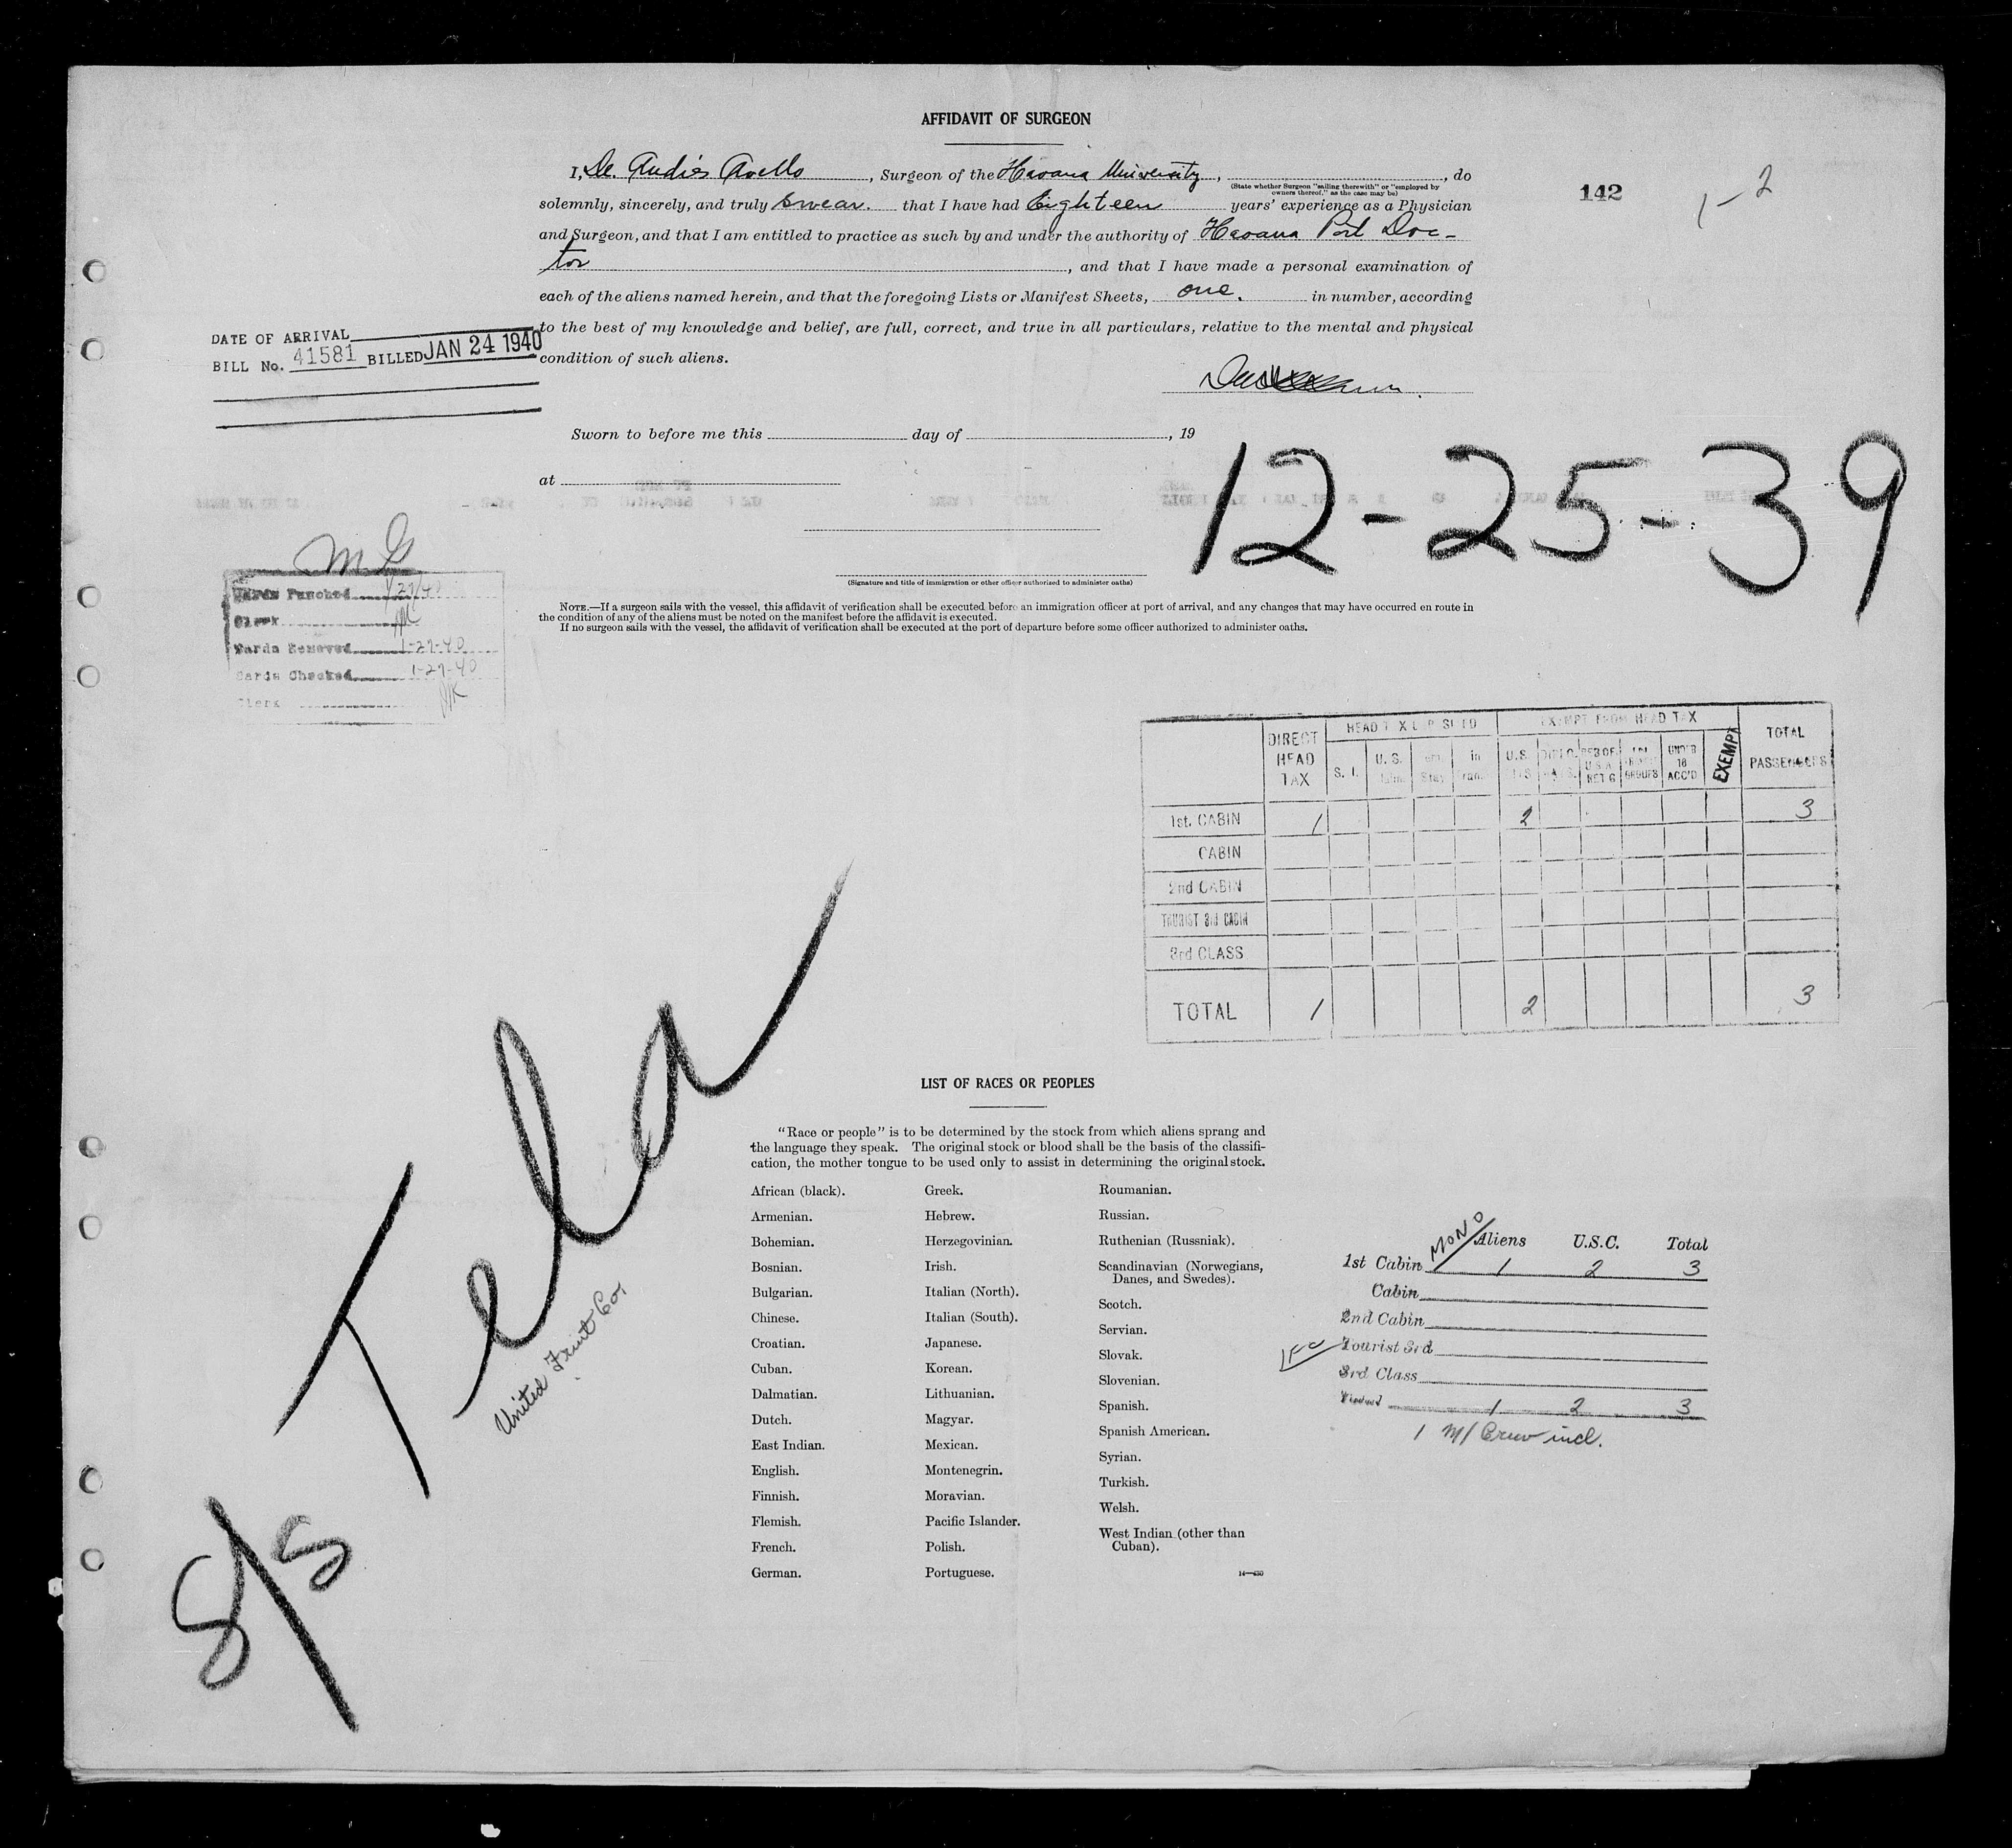 AFFIDAVIT OF SURGEON
142
1-2
I, Dr. Andrés Avello, Surgeon of the Havana University, , do
(State whether Surgeon "sailing therewith" or "employed by
owners thereof," as the case may be)
solemnly, sincerely, and truly swear. that I have had Eighteen years' experience as a Physician
and Surgeon, and that I am entitled to practice as such by and under the authority of Havana Port Doc-
tor , and that I have made a personal examination of
each of the aliens named herein, and that the foregoing Lists or Manifest Sheets, one. in number, according
to the best of my knowledge and belief, are full, correct, and true in all particulars, relative to the mental and physical
condition of such aliens.
DATE OF ARRIVAL
BILL No. 41581 BILLED JAN 24 1940
Sworn to before me this day of , 19
at
12-25-39
(Signature and title of immigration or other officer authorized to administer oaths)
NOTE.—If a surgeon sails with the vessel, this affidavit of verification shall be executed before an immigration officer at port of arrival, and any changes that may have occurred en route in
the condition of any of the aliens must be noted on the manifest before the affidavit is executed.
If no surgeon sails with the vessel, the affidavit of verification shall be executed at the port of departure before some officer authorized to administer oaths.
M G
Cards Punched 1/27/40
Clerk
Cards Removed 1-27-40
Cards Checked 1-27-40
Clerk
DIRECT HEAD TAX
EXEMPT FROM HEAD TAX
TOTAL PASSENGERS
S. I. U. S. in U.S. UNDER 16 ACC'D EXEMPT
1st. CABIN 1 2 3
CABIN
2nd CABIN
TOURIST 3rd CABIN
3rd CLASS
TOTAL 1 2 3
S/S Tela
United Fruit Co.
LIST OF RACES OR PEOPLES
"Race or people" is to be determined by the stock from which aliens sprang and
the language they speak. The original stock or blood shall be the basis of the classifi-
cation, the mother tongue to be used only to assist in determining the original stock.
African (black).
Armenian.
Bohemian.
Bosnian.
Bulgarian.
Chinese.
Croatian.
Cuban.
Dalmatian.
Dutch.
East Indian.
English.
Finnish.
Flemish.
French.
German.
Greek.
Hebrew.
Herzegovinian.
Irish.
Italian (North).
Italian (South).
Japanese.
Korean.
Lithuanian.
Magyar.
Mexican.
Montenegrin.
Moravian.
Pacific Islander.
Polish.
Portuguese.
Roumanian.
Russian.
Ruthenian (Russniak).
Scandinavian (Norwegians,
Danes, and Swedes).
Scotch.
Servian.
Slovak.
Slovenian.
Spanish.
Spanish American.
Syrian.
Turkish.
Welsh.
West Indian (other than
Cuban).
MONO
Aliens U.S.C. Total
1st Cabin 1 2 3
Cabin
2nd Cabin
Tourist 3rd
3rd Class
1 2 3
1 M/ Crew incl.